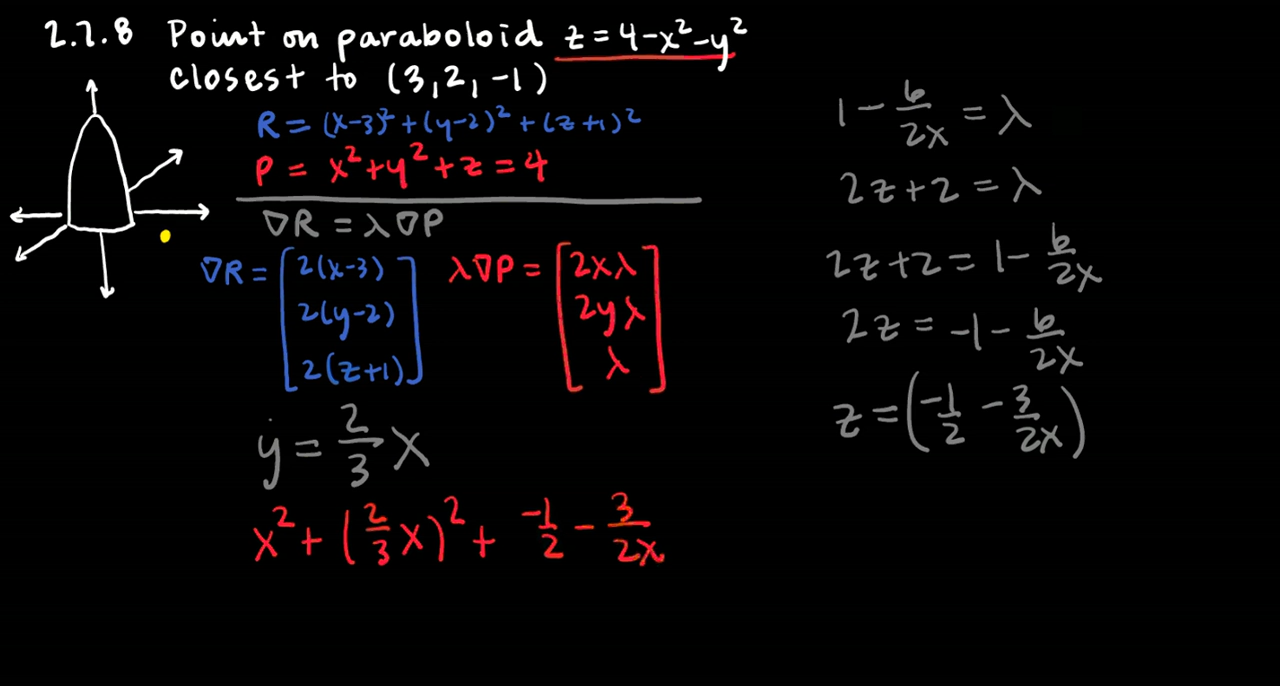 2.7.8 Point on paraboloid z = 4-x²-y²
closest to (3, 2, -1)
R = (x-3)² + (y-2)² + (z+1)²
P = x² + y² + z = 4
∇R = λ∇P
∇R = [2(x-3)
2(y-2)
2(z+1)]
λ∇P = [2xλ
2yλ
λ]
y = 2/3 x
x² + (2/3 x)² + -1/2 - 3/2x
1 - 6/2x = λ
2z+2 = λ
2z+2 = 1 - 6/2x
2z = -1 - 6/2x
z = (-1/2 - 3/2x)